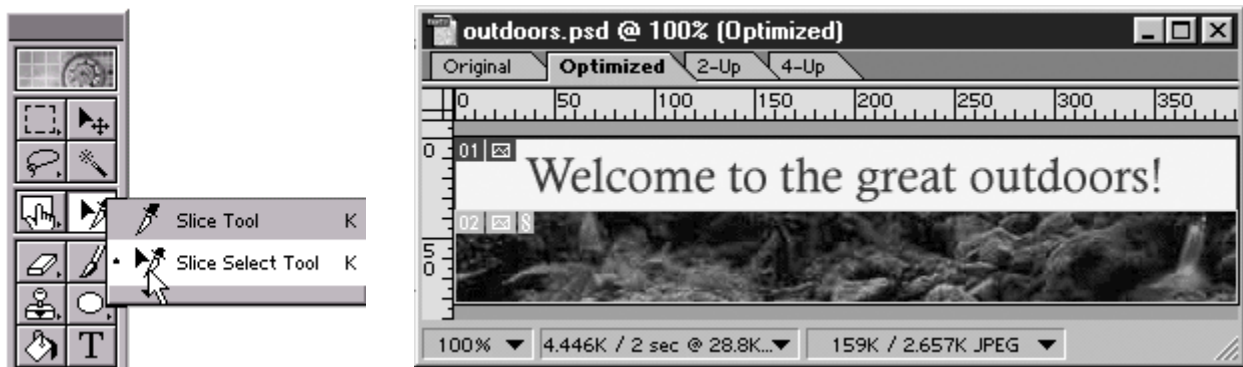 Slice Tool K
Slice Select Tool K
T
outdoors.psd @ 100% (Optimized)
Original Optimized 2-Up 4-Up
0 50 100 150 200 250 300 350
0
01
Welcome to the great outdoors!
02 8
50
100% 4.446K / 2 sec @ 28.8K... 159K / 2.657K JPEG